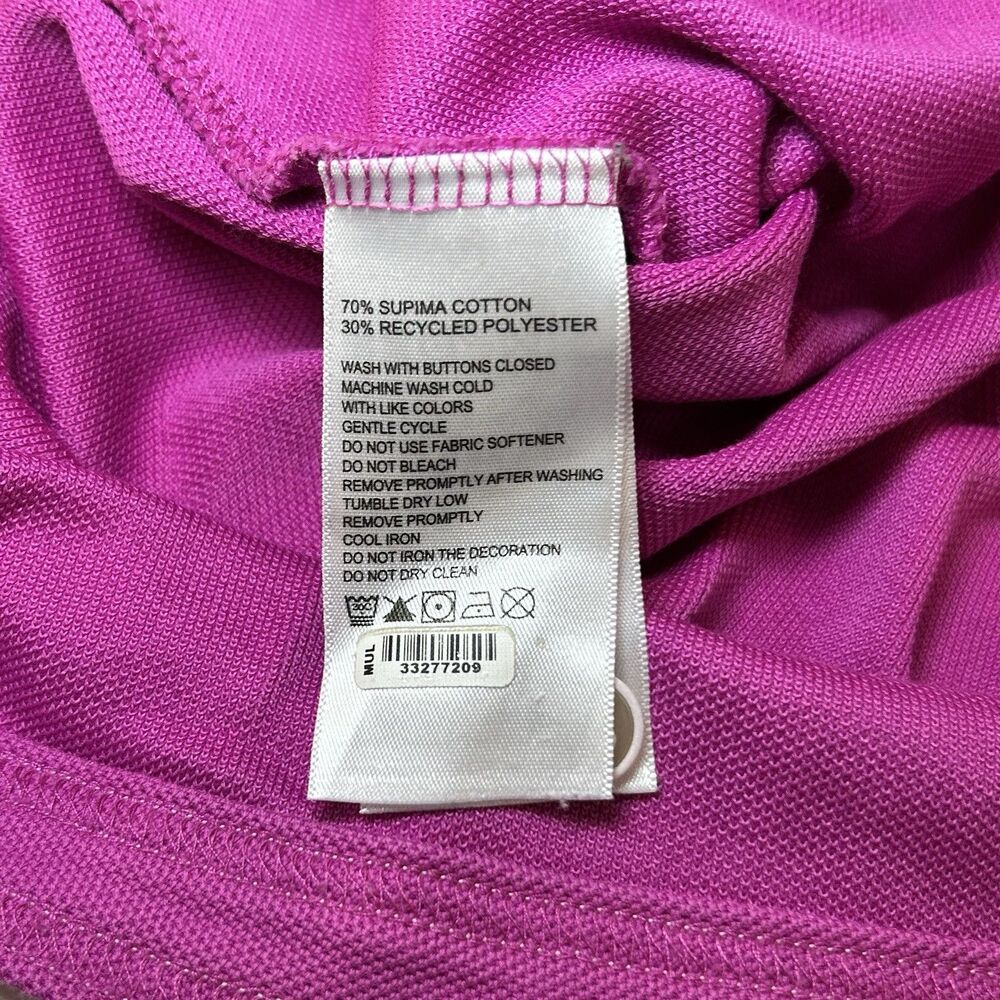 70% SUPIMA COTTON
30% RECYCLED POLYESTER
WASH WITH BUTTONS CLOSED
MACHINE WASH COLD
WITH LIKE COLORS
GENTLE CYCLE
DO NOT USE FABRIC SOFTENER
DO NOT BLEACH
REMOVE PROMPTLY AFTER WASHING
TUMBLE DRY LOW
REMOVE PROMPTLY
COOL IRON
DO NOT IRON THE DECORATION
DO NOT DRY CLEAN
30C
MUL
33277209